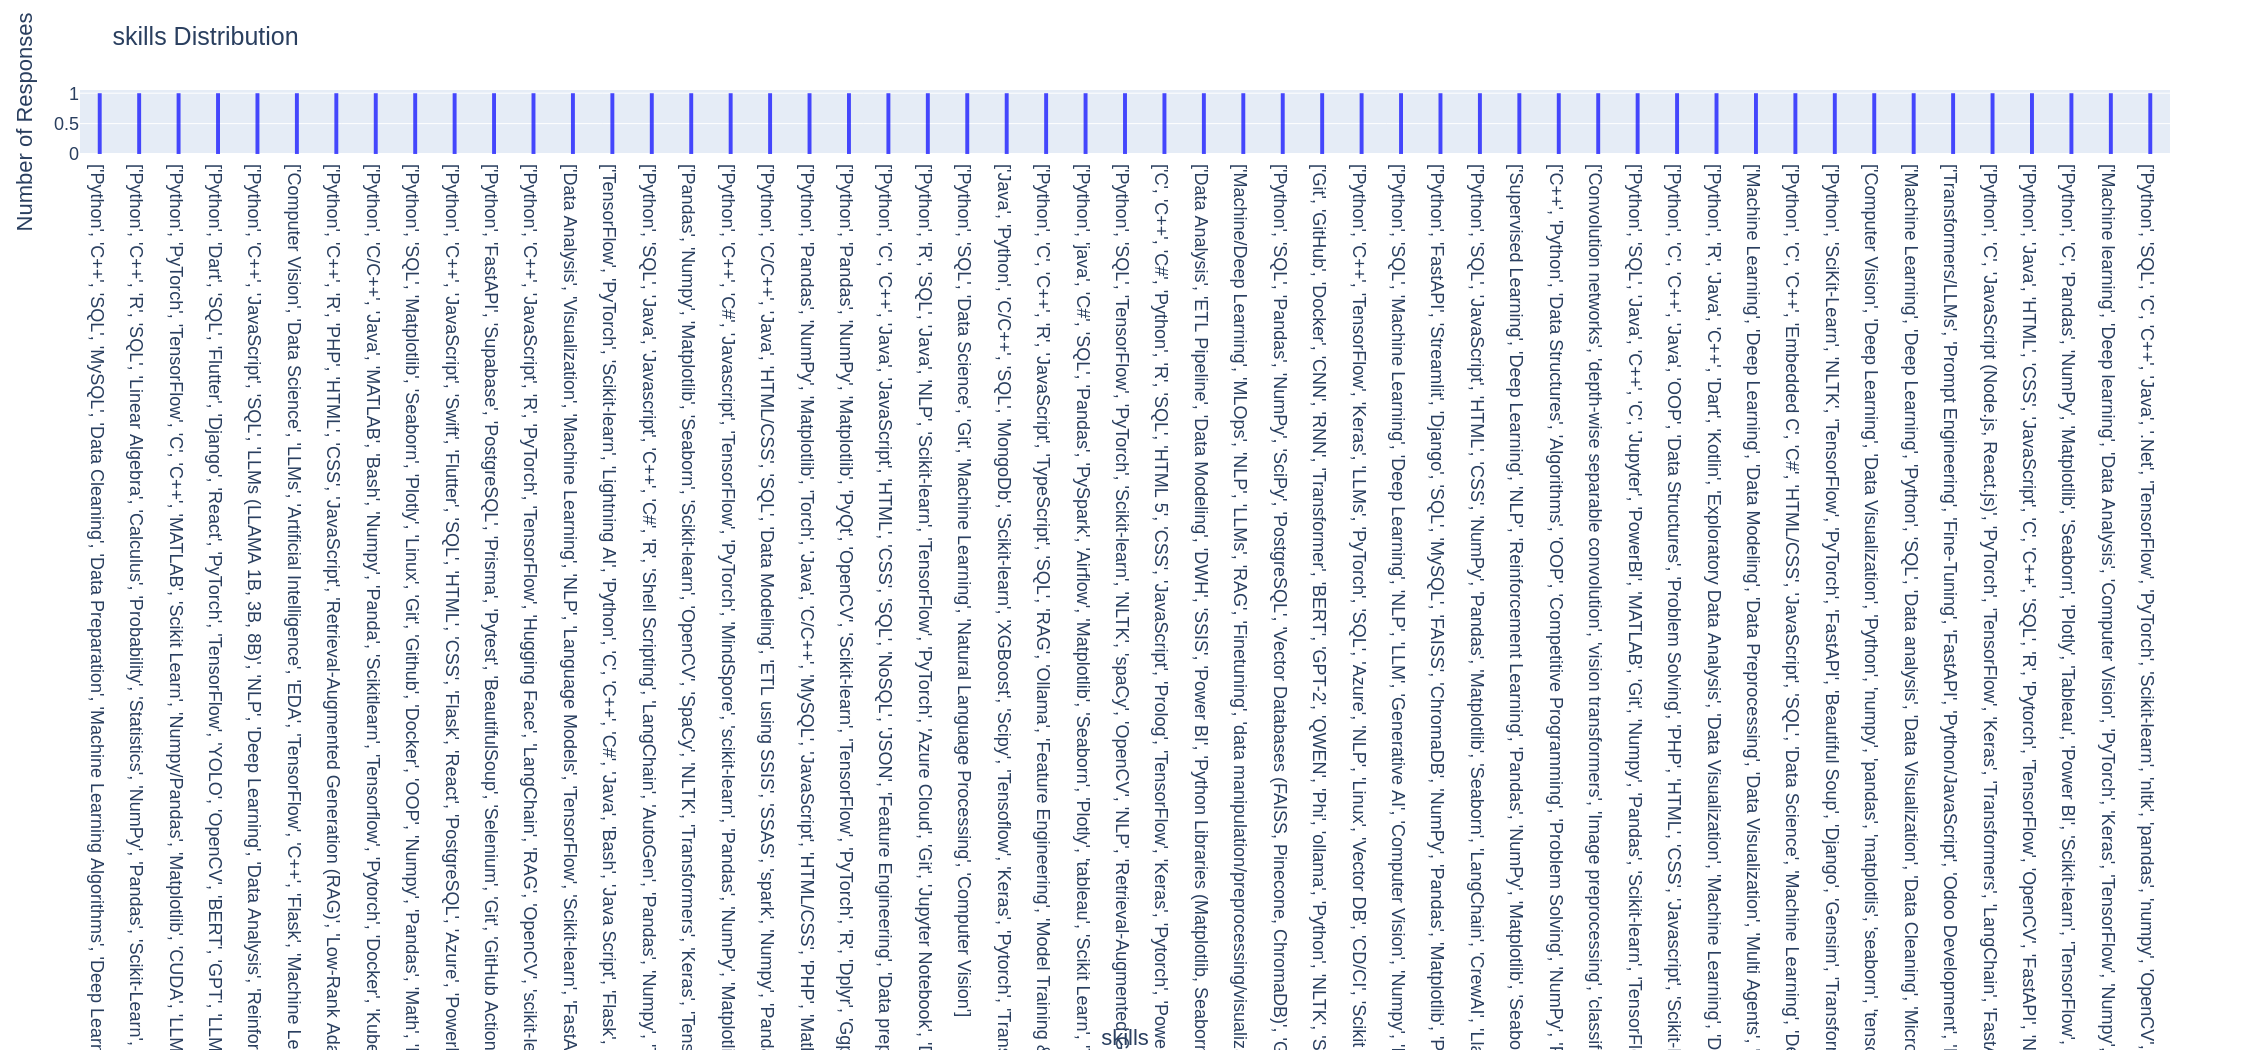 skills Distribution
Number of Responses
1
0.5
0
['Python', 'C++', 'SQL', 'MySQL', 'Data Cleaning', 'Data Preparation', 'Machine Learning Algorithms', 'Deep Lear
['Python', 'C++', 'R', 'SQL', 'Linear Algebra', 'Calculus', 'Probability', 'Statistics', 'NumPy', 'Pandas', 'Scikit-Learn',
['Python', 'PyTorch', 'TensorFlow', 'C', 'C++', 'MATLAB', 'Scikit Learn', 'Numpy/Pandas', 'Matplotlib', 'CUDA', 'LLM
['Python', 'Dart', 'SQL', 'Flutter', 'Django', 'React', 'PyTorch', 'TensorFlow', 'YOLO', 'OpenCV', 'BERT', 'GPT', 'LLM
['Python', 'C++', 'JavaScript', 'SQL', 'LLMs (LLAMA 1B, 3B, 8B)', 'NLP', 'Deep Learning', 'Data Analysis', 'Reinfor
['Computer Vision', 'Data Science', 'LLMs', 'Artificial Intelligence', 'EDA', 'TensorFlow', 'C++', 'Flask', 'Machine Le
['Python', 'C++', 'R', 'PHP', 'HTML', 'CSS', 'JavaScript', 'Retrieval-Augmented Generation (RAG)', 'Low-Rank Ada
['Python', 'C/C++', 'Java', 'MATLAB', 'Bash', 'Numpy', 'Panda', 'Scikitlearn', 'Tensorflow', 'Pytorch', 'Docker', 'Kube
['Python', 'SQL', 'Matplotlib', 'Seaborn', 'Plotly', 'Linux', 'Git', 'Github', 'Docker', 'OOP', 'Numpy', 'Pandas', 'Math',
['Python', 'C++', 'JavaScript', 'Swift', 'Flutter', 'SQL', 'HTML', 'CSS', 'Flask', 'React', 'PostgreSQL', 'Azure', 'Power
['Python', 'FastAPI', 'Supabase', 'PostgreSQL', 'Prisma', 'Pytest', 'BeautifulSoup', 'Selenium', 'Git', 'GitHub Action
['Python', 'C++', 'JavaScript', 'R', 'PyTorch', 'TensorFlow', 'Hugging Face', 'LangChain', 'RAG', 'OpenCV', 'scikit-le
['Data Analysis', 'Visualization', 'Machine Learning', 'NLP', 'Language Models', 'TensorFlow', 'Scikit-learn', 'FastA
['TensorFlow', 'PyTorch', 'Scikit-learn', 'Lightning AI', 'Python', 'C', 'C++', 'C#', 'Java', 'Bash', 'Java Script', 'Flask',
['Python', 'SQL', 'Java', 'Javascript', 'C++', 'C#', 'R', 'Shell Scripting', 'LangChain', 'AutoGen', 'Pandas', 'Numpy', '
['Pandas', 'Numpy', 'Matplotlib', 'Seaborn', 'Scikit-learn', 'OpenCV', 'SpaCy', 'NLTK', 'Transformers', 'Keras', 'Tens
['Python', 'C++', 'C#', 'Javascript', 'TensorFlow', 'PyTorch', 'MindSpore', 'scikit-learn', 'Pandas', 'NumPy', 'Matplotl
['Python', 'C/C++', 'Java', 'HTML/CSS', 'SQL', 'Data Modeling', 'ETL using SSIS', 'SSAS', 'spark', 'Numpy', 'Pand
['Python', 'Pandas', 'NumPy', 'Matplotlib', 'Torch', 'Java', 'C/C++', 'MySQL', 'JavaScript', 'HTML/CSS', 'PHP', 'Matl
['Python', 'Pandas', 'NumPy', 'Matplotlib', 'PyQt', 'OpenCV', 'Scikit-learn', 'TensorFlow', 'PyTorch', 'R', 'Dplyr', 'Ggp
['Python', 'C', 'C++', 'Java', 'JavaScript', 'HTML', 'CSS', 'SQL', 'NoSQL', 'JSON', 'Feature Engineering', 'Data prep
['Python', 'R', 'SQL', 'Java', 'NLP', 'Scikit-learn', 'TensorFlow', 'PyTorch', 'Azure Cloud', 'Git', 'Jupyter Notebook', '
['Python', 'SQL', 'Data Science', 'Git', 'Machine Learning', 'Natural Language Processing', 'Computer Vision']
['Java', 'Python', 'C/C++', 'SQL', 'MongoDb', 'Scikit-learn', 'XGBoost', 'Scipy', 'Tensoflow', 'Keras', 'Pytorch', 'Tran
['Python', 'C', 'C++', 'R', 'JavaScript', 'TypeScript', 'SQL', 'RAG', 'Ollama', 'Feature Engineering', 'Model Training &
['Python', 'java', 'C#', 'SQL', 'Pandas', 'PySpark', 'Airflow', 'Matplotlib', 'Seaborn', 'Plotly', 'tableau', 'Scikit Learn', '
['Python', 'SQL', 'TensorFlow', 'PyTorch', 'Scikit-learn', 'NLTK', 'spaCy', 'OpenCV', 'NLP', 'Retrieval-Augmented
['C', 'C++', 'C#', 'Python', 'R', 'SQL', 'HTML 5', 'CSS', 'JavaScript', 'Prolog', 'TensorFlow', 'Keras', 'Pytorch', 'Powe
['Data Analysis', 'ETL Pipeline', 'Data Modeling', 'DWH', 'SSIS', 'Power BI', 'Python Libraries (Matplotlib, Seaborn
['Machine/Deep Learning', 'MLOps', 'NLP', 'LLMs', 'RAG', 'Finetuning', 'data manipulation/preprocessing/visualiz
['Python', 'SQL', 'Pandas', 'NumPy', 'SciPy', 'PostgreSQL', 'Vector Databases (FAISS, Pinecone, ChromaDB)', 'G
['Git', 'GitHub', 'Docker', 'CNN', 'RNN', 'Transformer', 'BERT', 'GPT-2', 'QWEN', 'Phi', 'ollama', 'Python', 'NLTK', 'S
['Python', 'C++', 'TensorFlow', 'Keras', 'LLMs', 'PyTorch', 'SQL', 'Azure', 'NLP', 'Linux', 'Vector DB', 'CD/CI', 'Scikit
['Python', 'SQL', 'Machine Learning', 'Deep Learning', 'NLP', 'LLM', 'Generative AI', 'Computer Vision', 'Numpy', '
['Python', 'FastAPI', 'Streamlit', 'Django', 'SQL', 'MySQL', 'FAISS', 'ChromaDB', 'NumPy', 'Pandas', 'Matplotlib', 'P
['Python', 'SQL', 'JavaScript', 'HTML', 'CSS', 'NumPy', 'Pandas', 'Matplotlib', 'Seaborn', 'LangChain', 'CrewAI', 'Lla
['Supervised Learning', 'Deep Learning', 'NLP', 'Reinforcement Learning', 'Pandas', 'NumPy', 'Matplotlib', 'Seabo
['C++', 'Python', 'Data Structures', 'Algorithms', 'OOP', 'Competitive Programming', 'Problem Solving', 'NumPy', 'F
['Convolution networks', 'depth-wise separable convolution', 'vision transformers', 'Image preprocessing', 'classif
['Python', 'SQL', 'Java', 'C++', 'C', 'Jupyter', 'PowerBI', 'MATLAB', 'Git', 'Numpy', 'Pandas', 'Scikit-learn', 'TensorFl
['Python', 'C', 'C++', 'Java', 'OOP', 'Data Structures', 'Problem Solving', 'PHP', 'HTML', 'CSS', 'Javascript', 'Scikit-l
['Python', 'R', 'Java', 'C++', 'Dart', 'Kotlin', 'Exploratory Data Analysis', 'Data Visualization', 'Machine Learning', 'D
['Machine Learning', 'Deep Learning', 'Data Modeling', 'Data Preprocessing', 'Data Visualization', 'Multi Agents', '
['Python', 'C', 'C++', 'Embedded C', 'C#', 'HTML/CSS', 'JavaScript', 'SQL', 'Data Science', 'Machine Learning', 'De
['Python', 'SciKit-Learn', 'NLTK', 'TensorFlow', 'PyTorch', 'FastAPI', 'Beautiful Soup', 'Django', 'Gensim', 'Transform
['Computer Vision', 'Deep Learning', 'Data Visualization', 'Python', 'numpy', 'pandas', 'matplotlis', 'seaborn', 'tenso
['Machine Learning', 'Deep Learning', 'Python', 'SQL', 'Data analysis', 'Data Visualization', 'Data Cleaning', 'Micro
['Transformers/LLMs', 'Prompt Engineering', 'Fine-Tuning', 'FastAPI', 'Python/JavaScript', 'Odoo Development', '
['Python', 'C', 'JavaScript (Node.js, React.js)', 'PyTorch', 'TensorFlow', 'Keras', 'Transformers', 'LangChain', 'Fast
['Python', 'Java', 'HTML', 'CSS', 'JavaScript', 'C', 'C++', 'SQL', 'R', 'Pytorch', 'TensorFlow', 'OpenCV', 'FastAPI', 'N
['Python', 'C', 'Pandas', 'NumPy', 'Matplotlib', 'Seaborn', 'Plotly', 'Tableau', 'Power BI', 'Scikit-learn', 'TensorFlow',
['Machine learning', 'Deep learning', 'Data Analysis', 'Computer Vision', 'PyTorch', 'Keras', 'TensorFlow', 'Numpy'
['Python', 'SQL', 'C', 'C++', 'Java', '.Net', 'TensorFlow', 'PyTorch', 'Scikit-learn', 'nltk', 'pandas', 'numpy', 'OpenCV',
skills